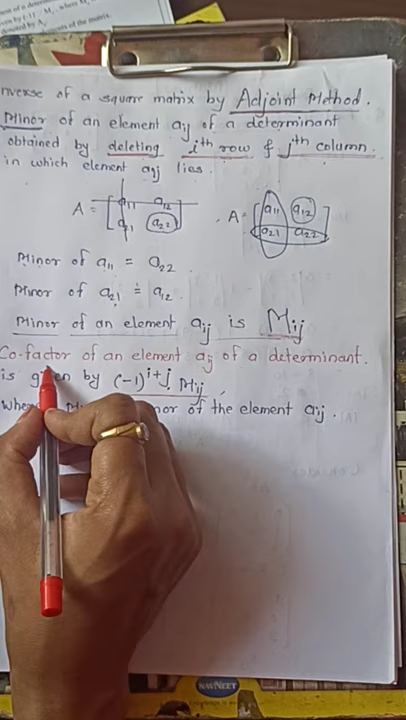 nverse of a square matrix by Adjoint Method.
Minor of an element aij of a determinant
obtained by deleting ith row & jth column
in which element aij lies.
A = [a11 a12 , A = [a11 a12
a21 a22] a21 a22]
Minor of a11 = a22
Minor of a21 = a12.
Minor of an element aij is Mij
Co-factor of an element aij of a determinant.
is given by (-1)^i+j Mij,
of the element aij.
NAVNEET